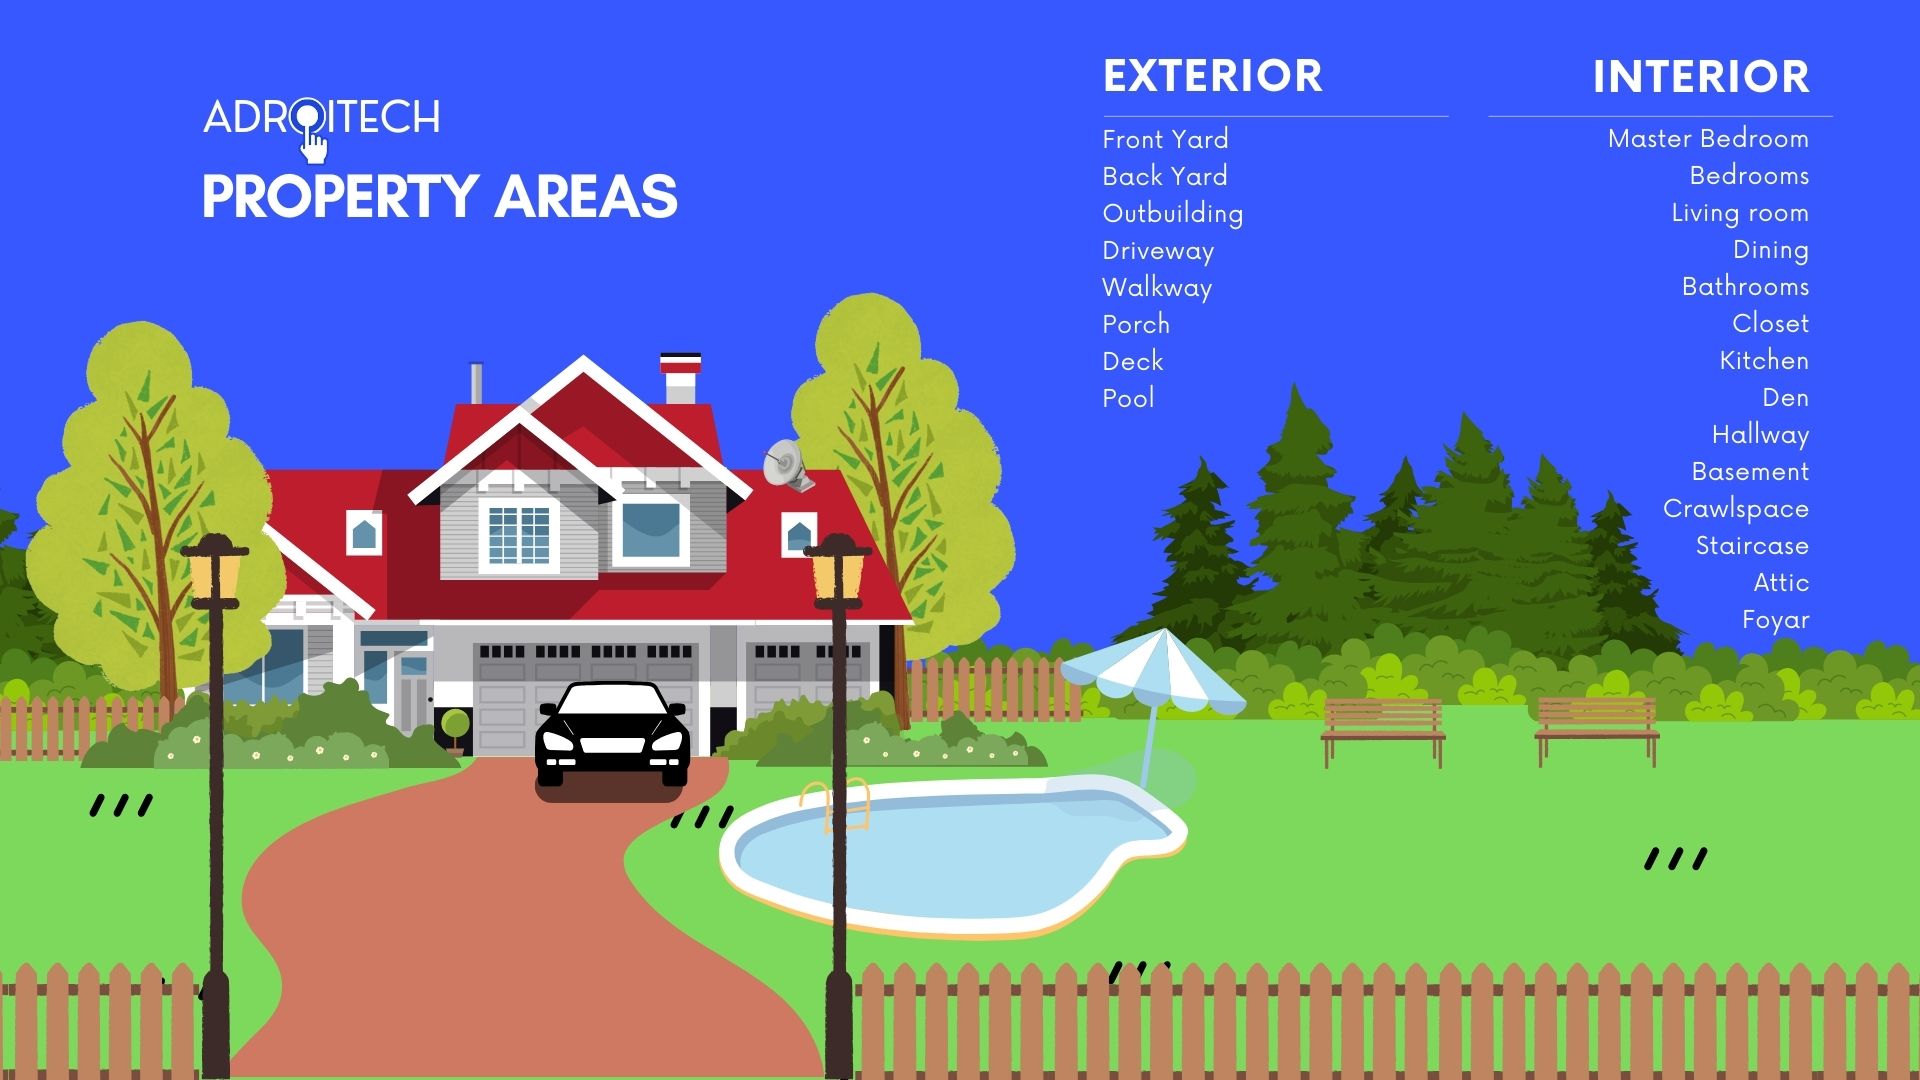 ADROITECH
PROPERTY AREAS
EXTERIOR
Front Yard
Back Yard
Outbuilding
Driveway
Walkway
Porch
Deck
Pool
INTERIOR
Master Bedroom
Bedrooms
Living room
Dining
Bathrooms
Closet
Kitchen
Den
Hallway
Basement
Crawlspace
Staircase
Attic
Foyar